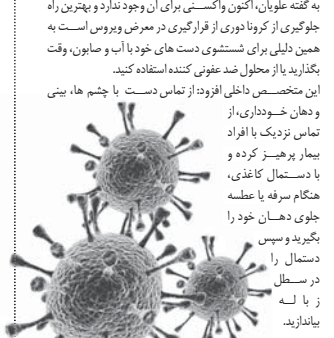 به گفته علویان، اکنون واکسنی برای آن وجود ندارد و بهترین راه
جلوگیری از کرونا دوری از قرارگیری در معرض ویروس است به
همین دلیلی برای شستشوی دست های خود با آب و صابون، وقت
بگذارید یا از محلول ضد عفونی کننده استفاده کنید.
این متخصص داخلی افزود: از تماس دست با چشم ها، بینی
و دهان خودداری، از
تماس نزدیک با افراد
بیمار پرهیز کرده و
با دستمال کاغذی،
هنگام سرفه یا عطسه
جلوی دهان خود را
بگیرید و سپس
دستمال را
در سطل
زباله
بیاندازید.